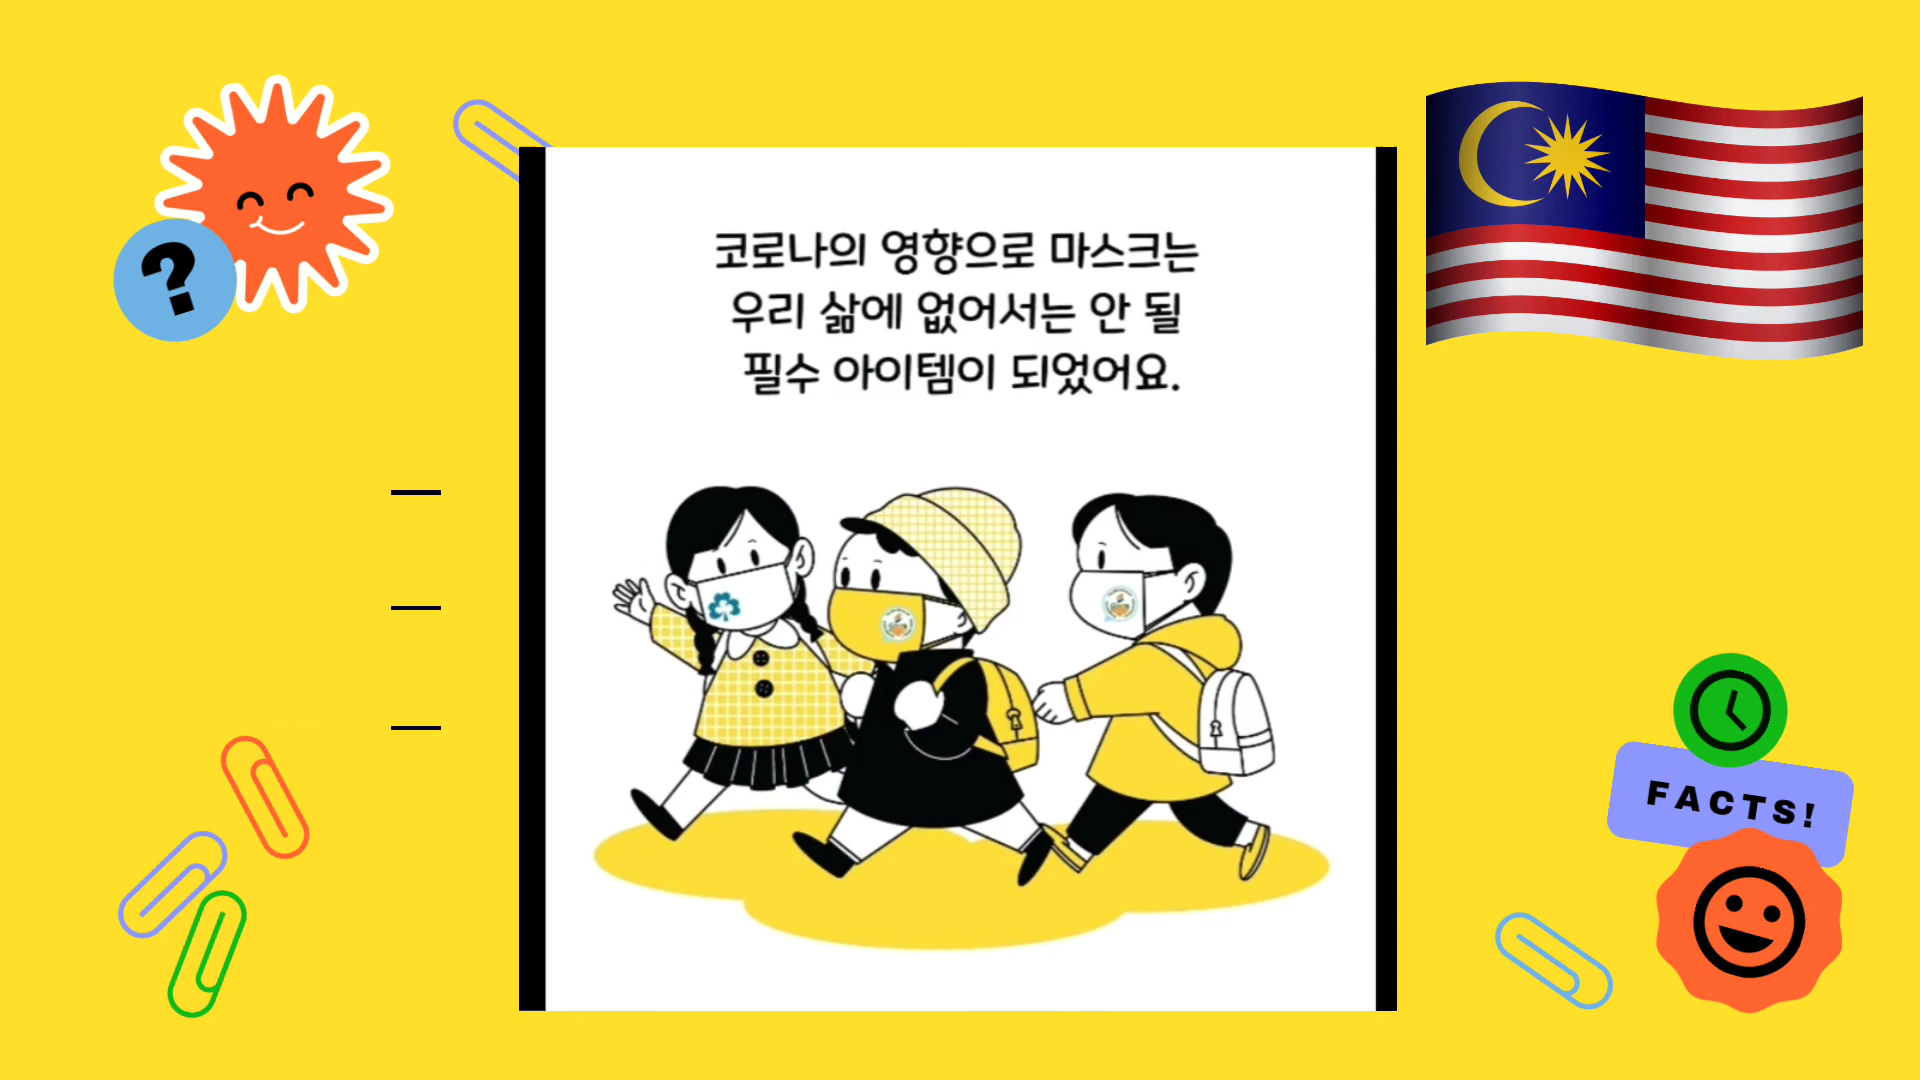 ?
코로나의 영향으로 마스크는
우리 삶에 없어서는 안 될
필수 아이템이 되었어요.
FACTS!